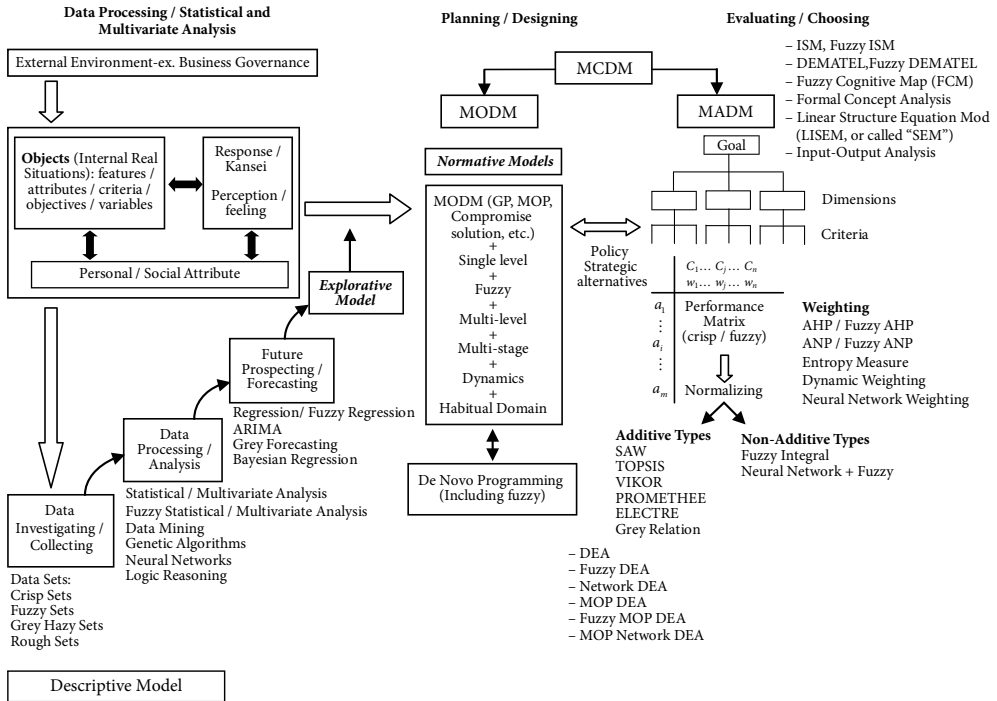 Data Processing / Statistical and
Multivariate Analysis
External Environment-ex. Business Governance
Objects (Internal Real
Situations): features /
attributes / criteria /
objectives / variables
Response /
Kansei
Perception /
feeling
Personal / Social Attribute
Explorative
Model
Future
Prospecting /
Forecasting
Regression/ Fuzzy Regression
ARIMA
Grey Forecasting
Bayesian Regression
Data
Processing /
Analysis
Statistical / Multivariate Analysis
Fuzzy Statistical / Multivariate Analysis
Data Mining
Genetic Algorithms
Neural Networks
Logic Reasoning
Data
Investigating /
Collecting
Data Sets:
Crisp Sets
Fuzzy Sets
Grey Hazy Sets
Rough Sets
Descriptive Model
Planning / Designing
MCDM
MODM
Normative Models
MODM (GP, MOP,
Compromise
solution, etc.)
+
Single level
+
Fuzzy
+
Multi-level
+
Multi-stage
+
Dynamics
+
Habitual Domain
De Novo Programming
(Including fuzzy)
Policy
Strategic
alternatives
Evaluating / Choosing
MADM
– ISM, Fuzzy ISM
– DEMATEL,Fuzzy DEMATEL
– Fuzzy Cognitive Map (FCM)
– Formal Concept Analysis
– Linear Structure Equation Mod
(LISEM, or called “SEM”)
– Input-Output Analysis
Goal
Dimensions
Criteria
C1… Cj… Cn
w1… wj… wn
a1
⋮
ai
⋮
am
Performance
Matrix
(crisp / fuzzy)
Normalizing
Weighting
AHP / Fuzzy AHP
ANP / Fuzzy ANP
Entropy Measure
Dynamic Weighting
Neural Network Weighting
Additive Types
SAW
TOPSIS
VIKOR
PROMETHEE
ELECTRE
Grey Relation
Non-Additive Types
Fuzzy Integral
Neural Network + Fuzzy
– DEA
– Fuzzy DEA
– Network DEA
– MOP DEA
– Fuzzy MOP DEA
– MOP Network DEA